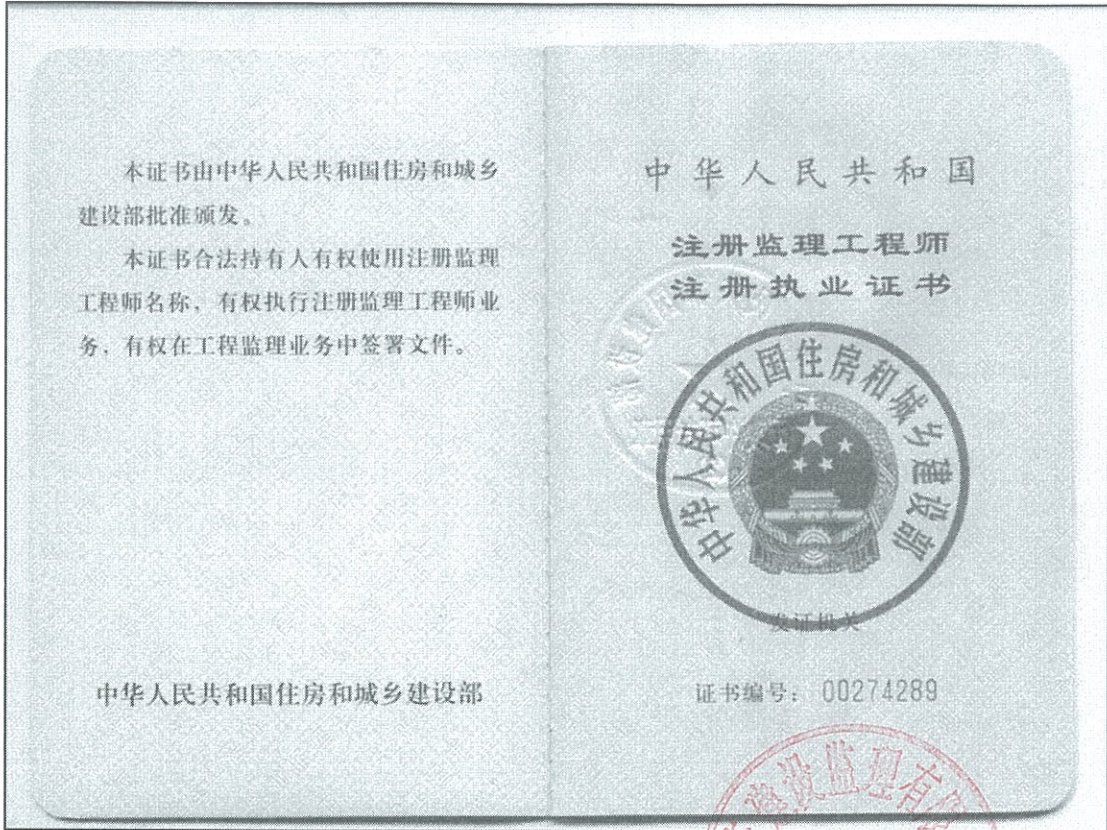 本证书由中华人民共和国住房和城乡
建设部批准颁发。
本证书合法持有人有权使用注册监理
工程师名称、有权执行注册监理工程师业
务、有权在工程监理业务中签署文件。
中华人民共和国住房和城乡建设部
中华人民共和国
注册监理工程师
注册执业证书
中华人民共和国住房和城乡建设部
发证机关
证书编号：00274289
建设监理有限